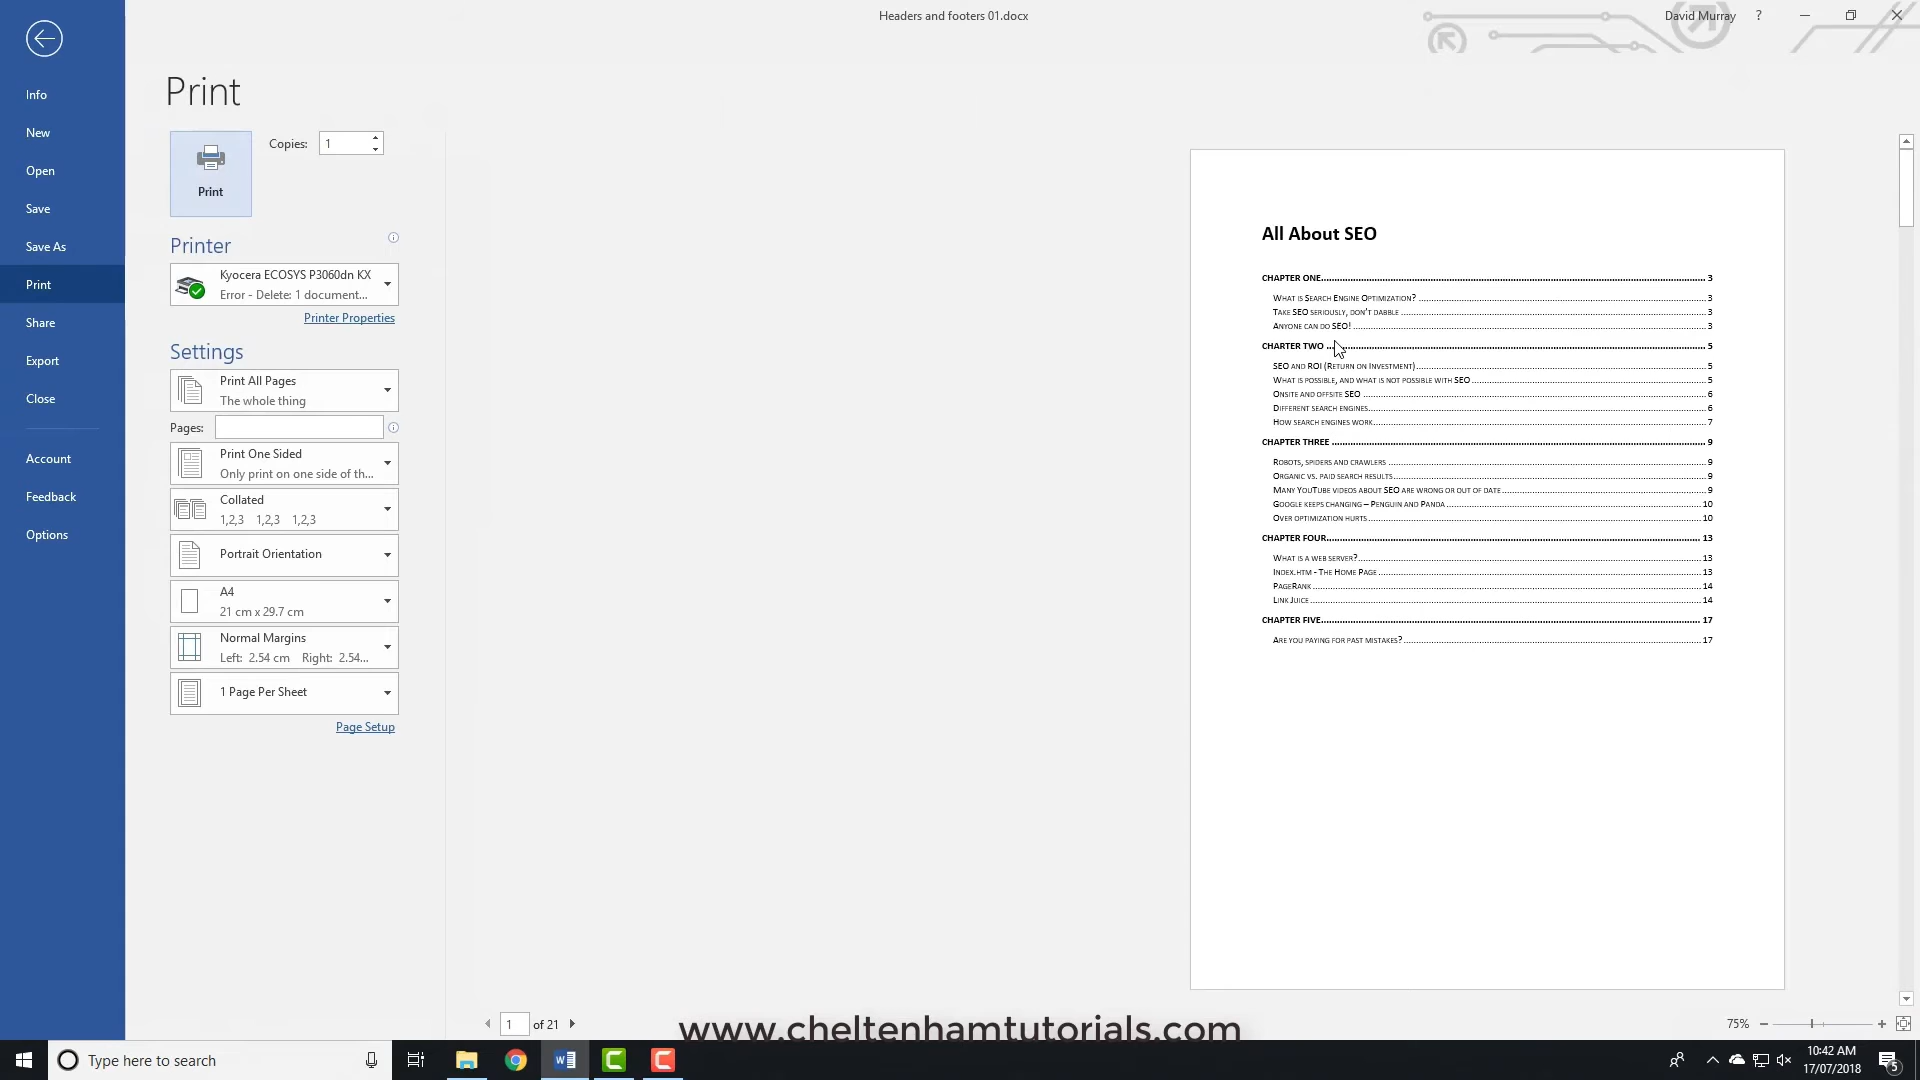 Headers and footers 01.docx
David Murray
?
Info
New
Open
Save
Save As
Print
Share
Export
Close
Account
Feedback
Options
Print
Print
Copies: 1
Printer
Kyocera ECOSYS P3060dn KX
Error - Delete: 1 document...
Printer Properties
Settings
Print All Pages
The whole thing
Pages:
Print One Sided
Only print on one side of th...
Collated
1,2,3 1,2,3 1,2,3
Portrait Orientation
A4
21 cm x 29.7 cm
Normal Margins
Left: 2.54 cm Right: 2.54...
1 Page Per Sheet
Page Setup
All About SEO
CHAPTER ONE 3
What is Search Engine Optimization? 3
Take SEO seriously, don't dabble 3
Anyone can do SEO! 3
CHARTER TWO 5
SEO and ROI (Return on Investment) 5
What is possible, and what is not possible with SEO 5
Onsite and offsite SEO 6
Different search engines 6
How search engines work 7
CHAPTER THREE 9
Robots, spiders and crawlers 9
Organic vs. paid search results 9
Many YouTube videos about SEO are wrong or out of date 9
Google keeps changing – Penguin and Panda 10
Over optimization hurts 10
CHAPTER FOUR 13
What is a web server? 13
Index.htm - The Home Page 13
PageRank 14
Link Juice 14
CHAPTER FIVE 17
Are you paying for past mistakes? 17
1 of 21
www.cheltenhamtutorials.com
75%
Type here to search
10:42 AM
17/07/2018
5